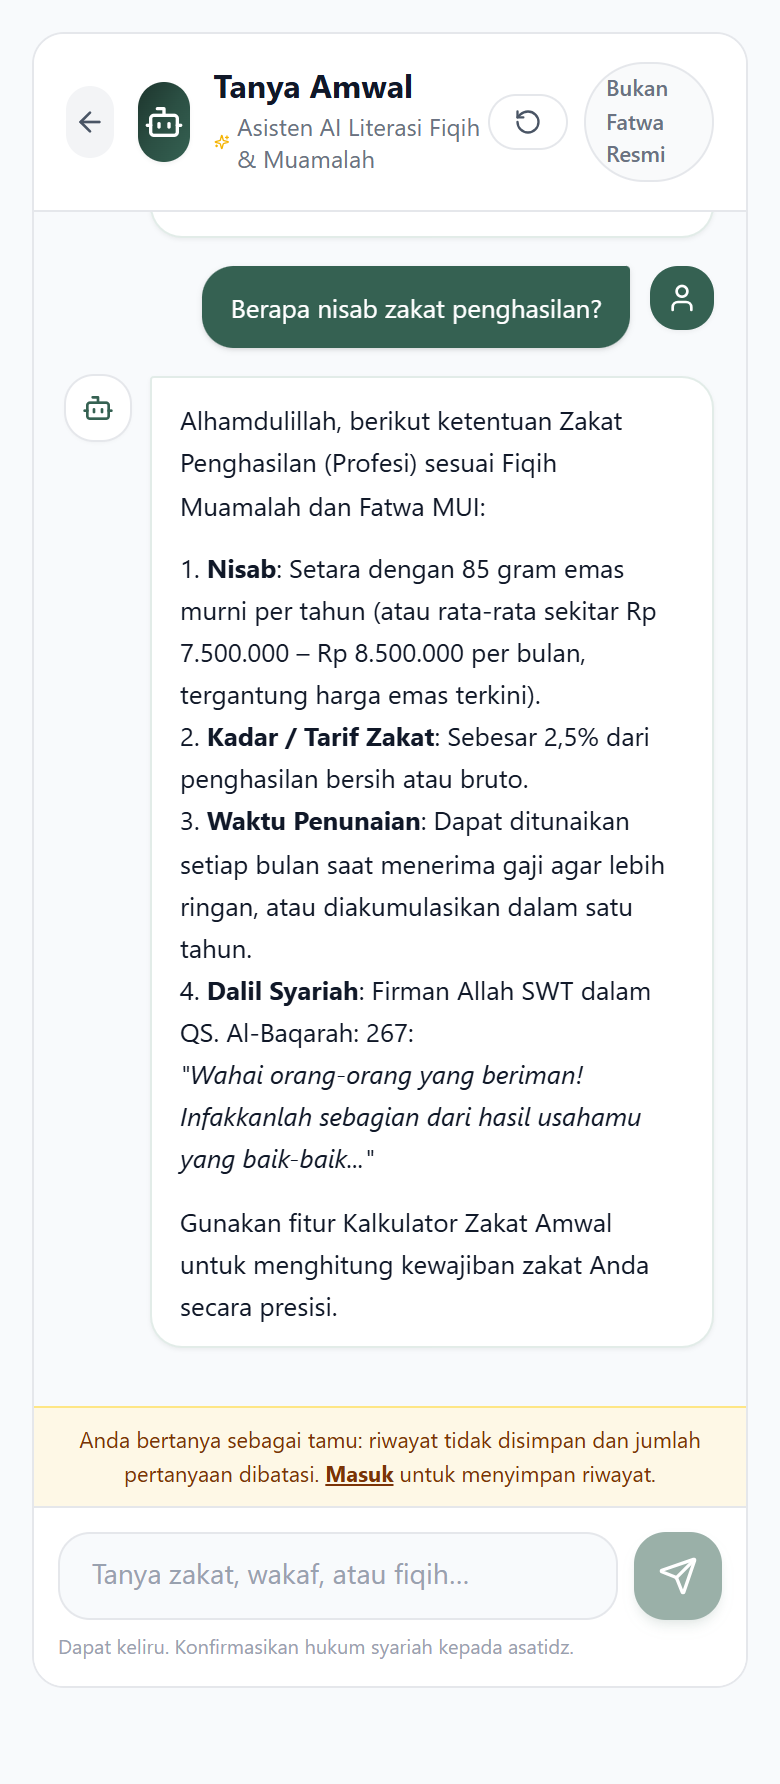 Tanya Amwal
Asisten AI Literasi Fiqih
& Muamalah
Bukan
Fatwa
Resmi
Berapa nisab zakat penghasilan?
Alhamdulillah, berikut ketentuan Zakat
Penghasilan (Profesi) sesuai Fiqih
Muamalah dan Fatwa MUI:
1. Nisab: Setara dengan 85 gram emas
murni per tahun (atau rata-rata sekitar Rp
7.500.000 – Rp 8.500.000 per bulan,
tergantung harga emas terkini).
2. Kadar / Tarif Zakat: Sebesar 2,5% dari
penghasilan bersih atau bruto.
3. Waktu Penunaian: Dapat ditunaikan
setiap bulan saat menerima gaji agar lebih
ringan, atau diakumulasikan dalam satu
tahun.
4. Dalil Syariah: Firman Allah SWT dalam
QS. Al-Baqarah: 267:
"Wahai orang-orang yang beriman!
Infakkanlah sebagian dari hasil usahamu
yang baik-baik..."
Gunakan fitur Kalkulator Zakat Amwal
untuk menghitung kewajiban zakat Anda
secara presisi.
Anda bertanya sebagai tamu: riwayat tidak disimpan dan jumlah
pertanyaan dibatasi. Masuk untuk menyimpan riwayat.
Tanya zakat, wakaf, atau fiqih...
Dapat keliru. Konfirmasikan hukum syariah kepada asatidz.